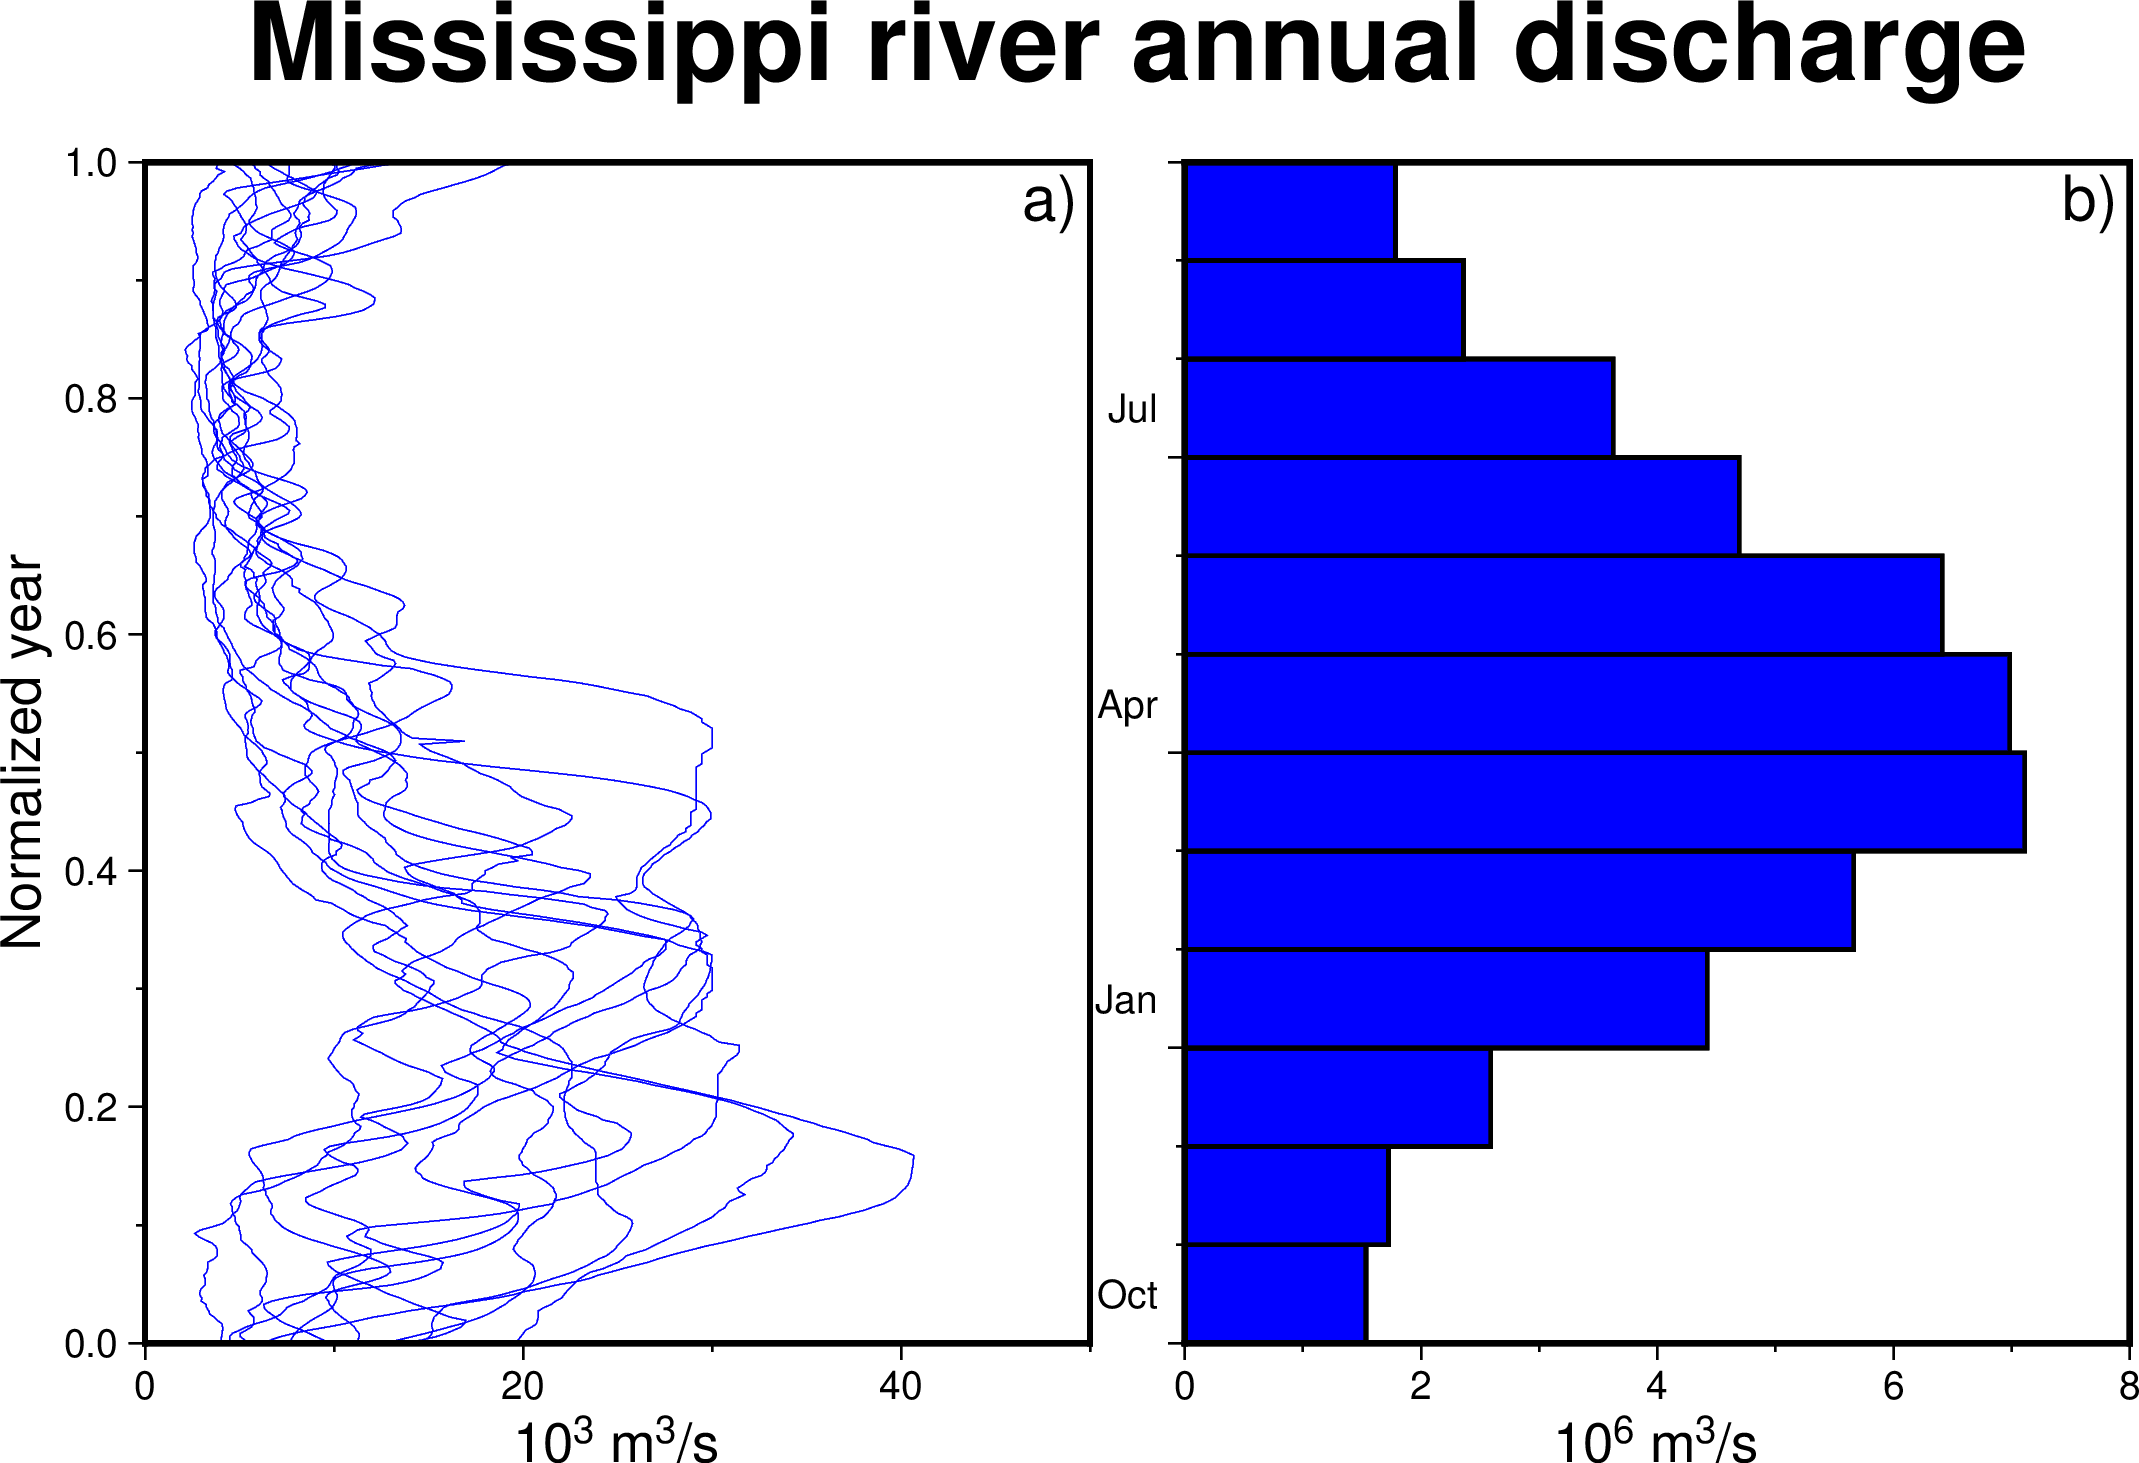 Mississippi river annual discharge
a)
b)
Normalized year
1.0
0.8
0.6
0.4
0.2
0.0
0 20 40
10³ m³/s
Jul
Apr
Jan
Oct
0 2 4 6 8
10⁶ m³/s